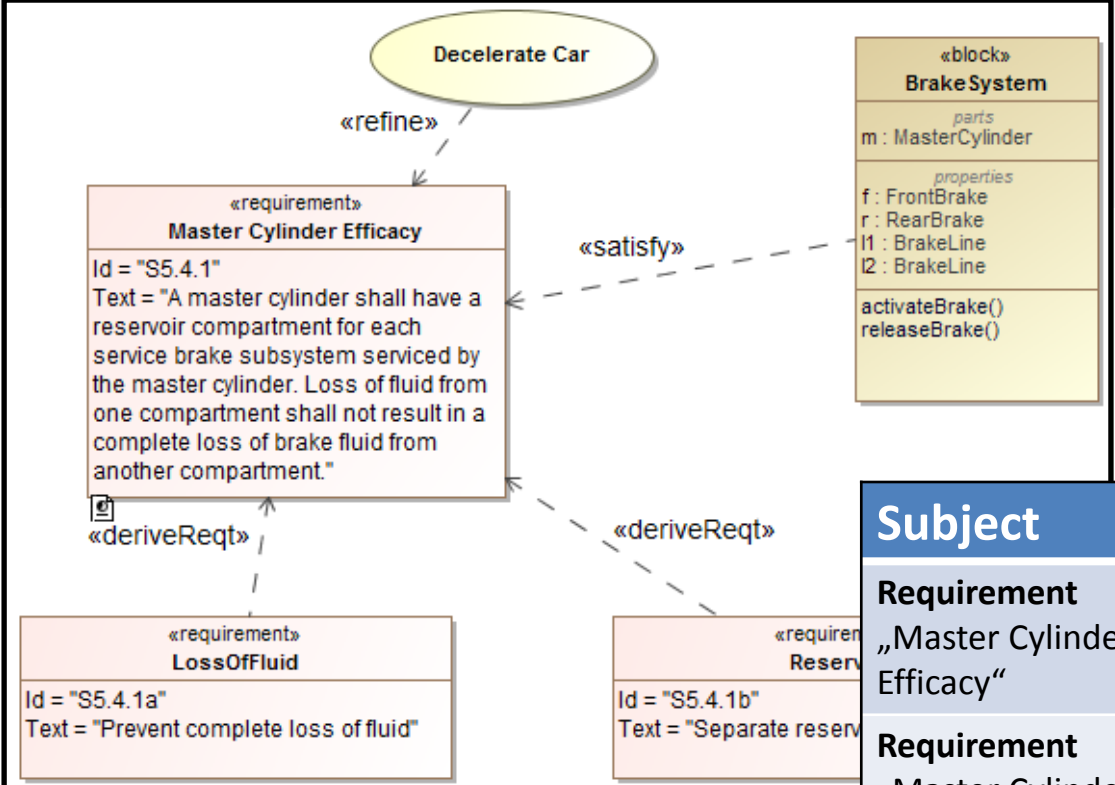 Decelerate Car
«refine»
«block»
BrakeSystem
parts
m : MasterCylinder
properties
f : FrontBrake
r : RearBrake
l1 : BrakeLine
l2 : BrakeLine
activateBrake()
releaseBrake()
«satisfy»
«requirement»
Master Cylinder Efficacy
Id = "S5.4.1"
Text = "A master cylinder shall have a
reservoir compartment for each
service brake subsystem serviced by
the master cylinder. Loss of fluid from
one compartment shall not result in a
complete loss of brake fluid from
another compartment."
«deriveReqt»
«deriveReqt»
«requirement»
LossOfFluid
Id = "S5.4.1a"
Text = "Prevent complete loss of fluid"
Id = "S5.4.1b"
Text = "Separate
Subject
Requirement
„Master
Efficacy“
Requirement